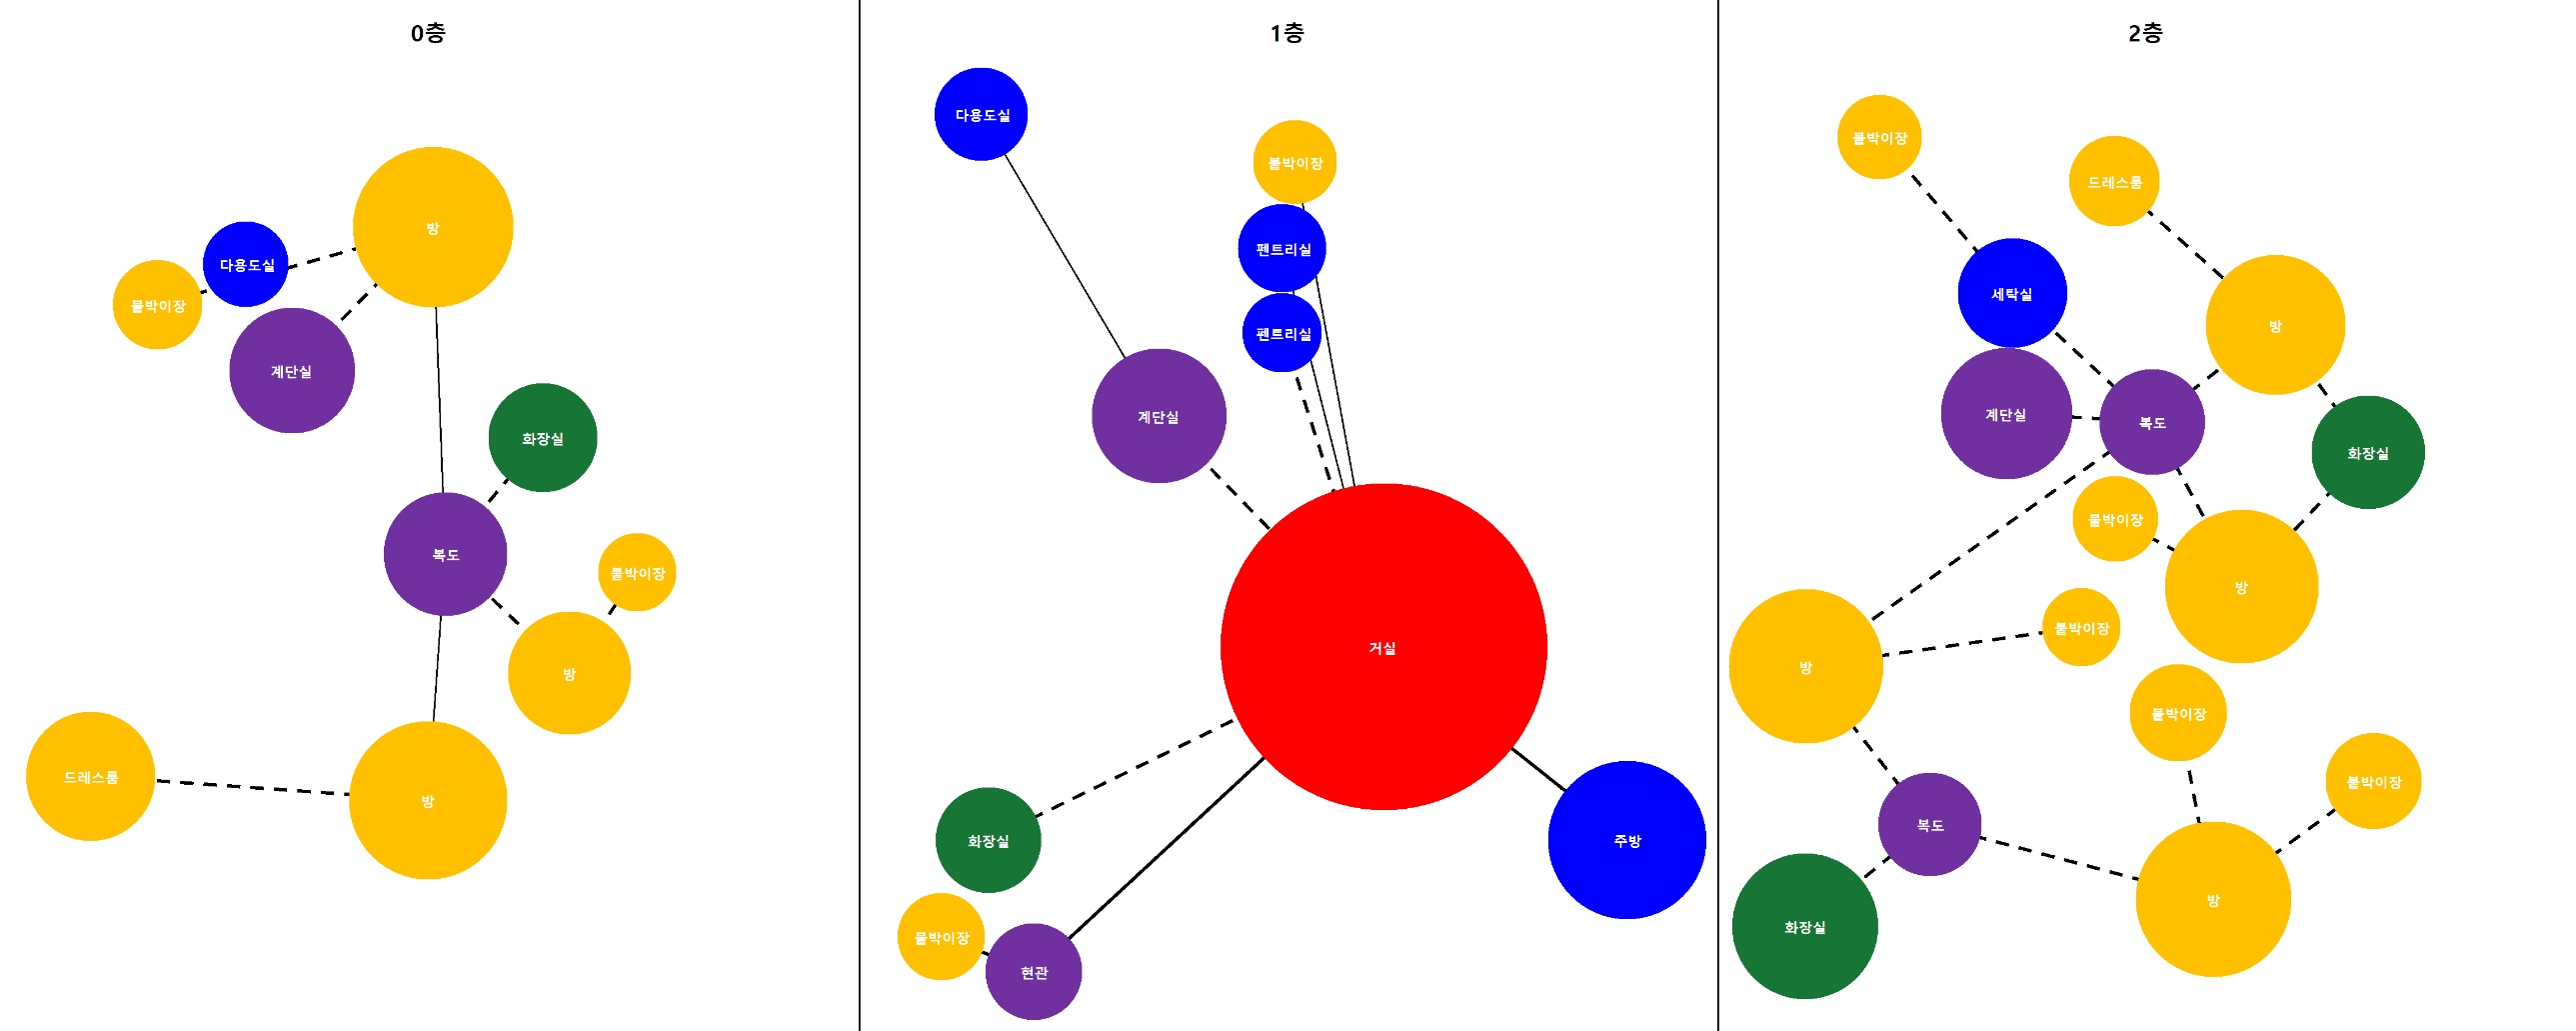 0층
방
다용도실
붙박이장
계단실
화장실
복도
붙박이장
방
드레스룸
방
1층
다용도실
붙박이장
펜트리실
펜트리실
계단실
거실
화장실
주방
붙박이장
현관
2층
붙박이장
드레스룸
세탁실
방
계단실
복도
화장실
붙박이장
방
붙박이장
방
붙박이장
붙박이장
복도
방
화장실